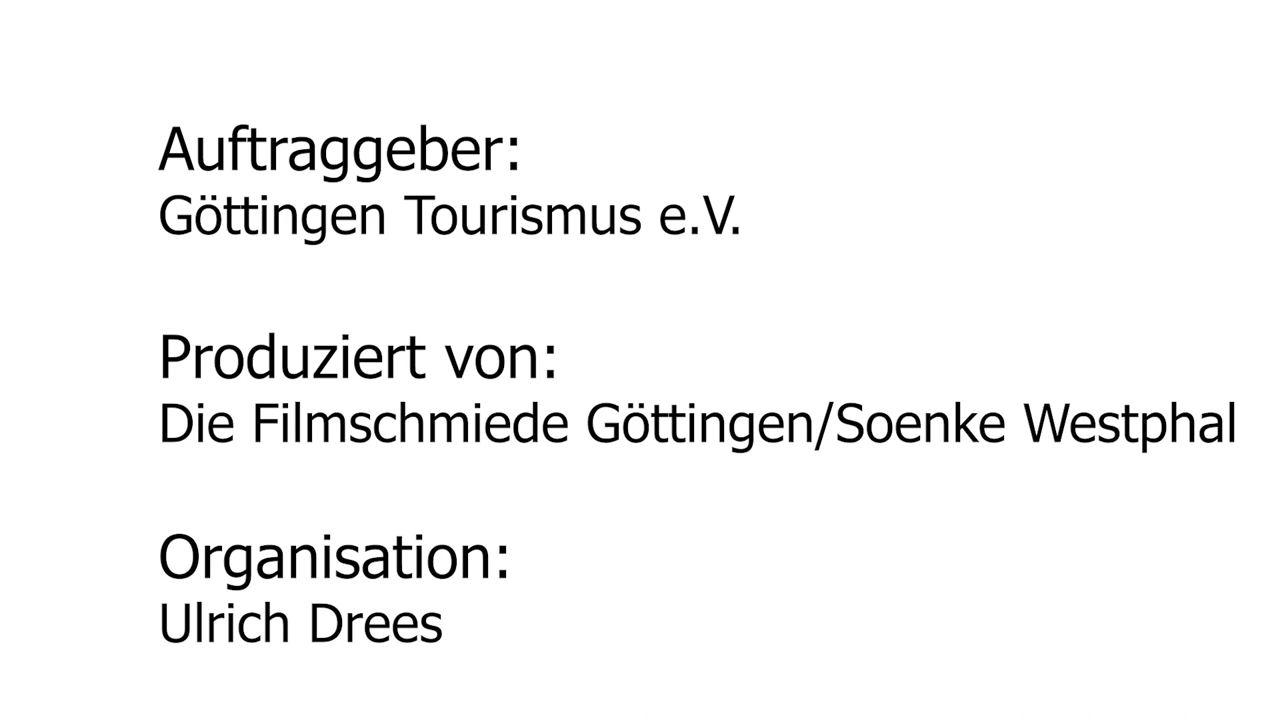 Auftraggeber:
Göttingen Tourismus e.V.
Produziert von:
Die Filmschmiede Göttingen/Soenke Westphal
Organisation:
Ulrich Drees